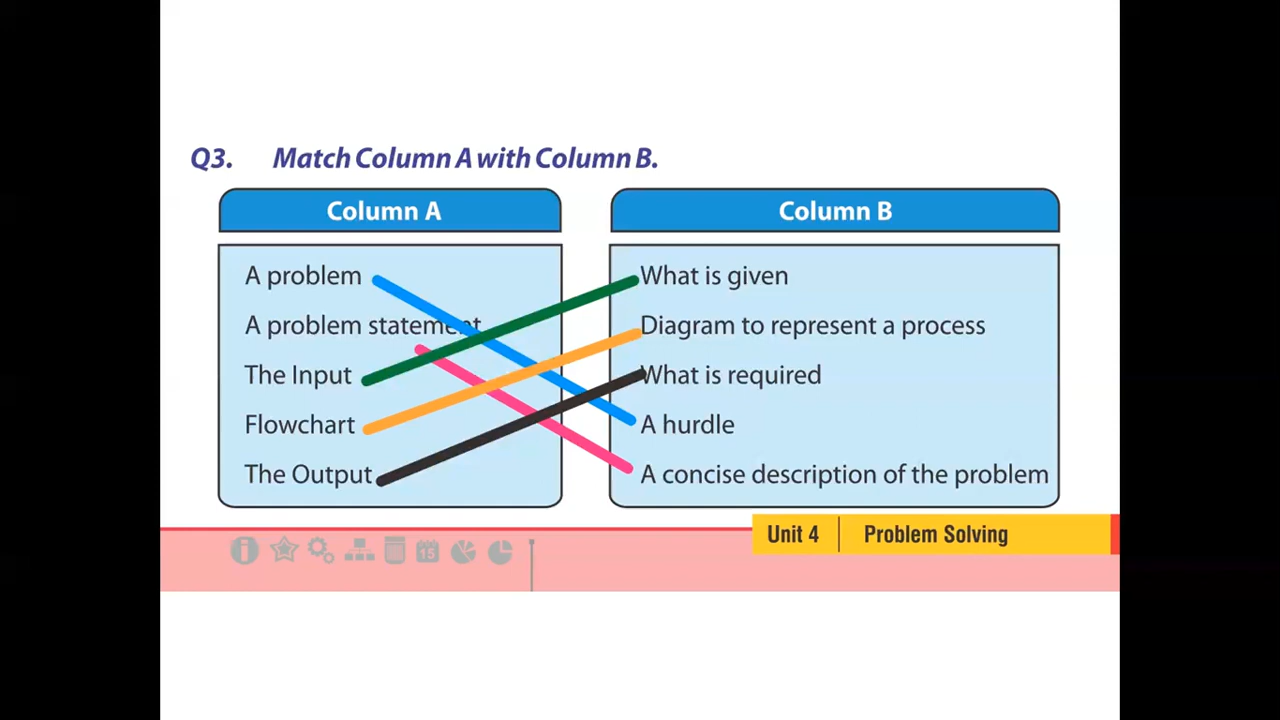 Q3. Match Column A with Column B.
Column A Column B
A problem What is given
A problem statement Diagram to represent a process
The Input What is required
Flowchart A hurdle
The Output A concise description of the problem
Unit 4 Problem Solving
15